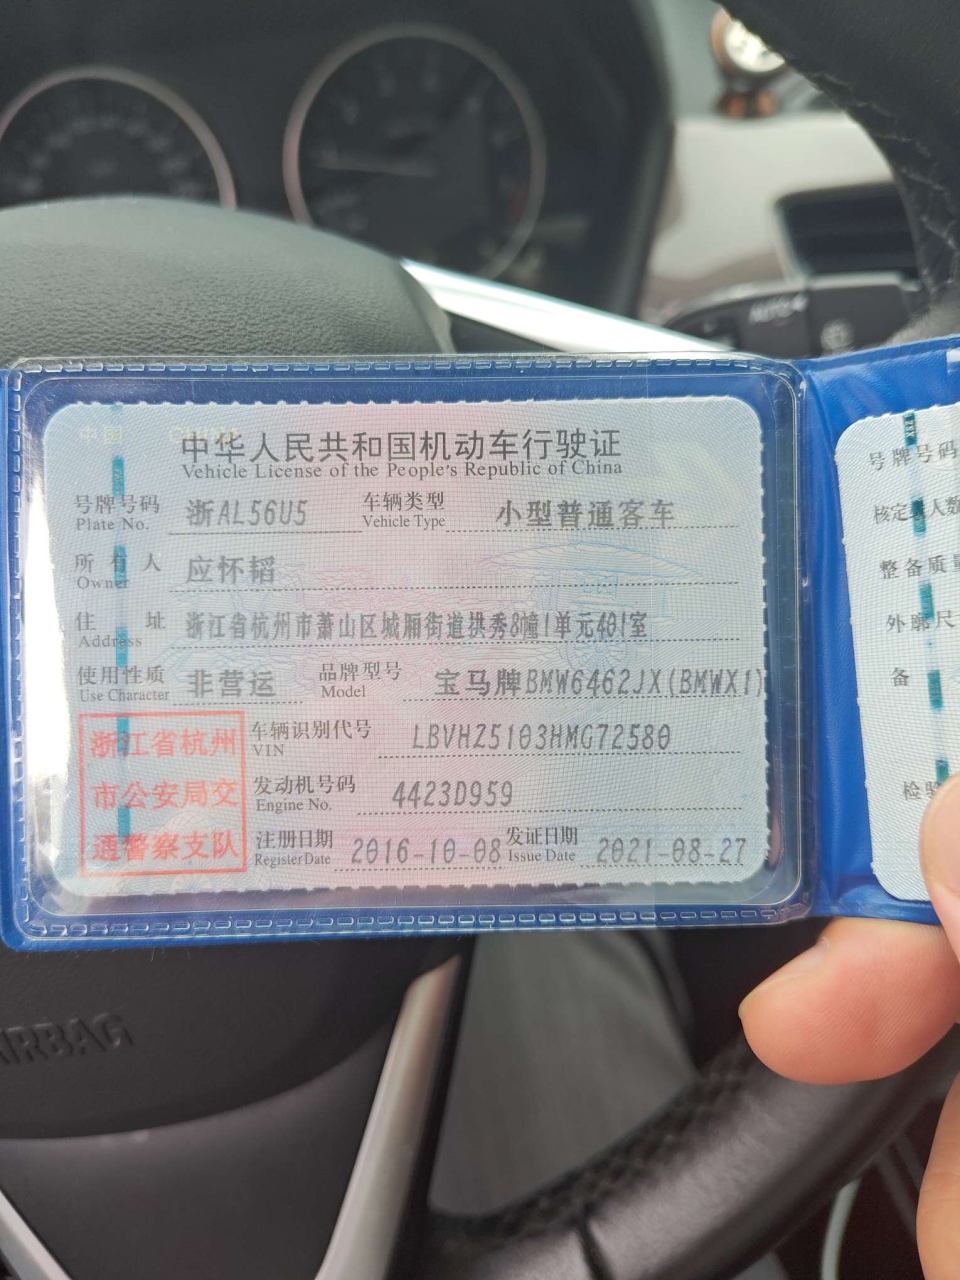 中国
中华人民共和国机动车行驶证
Vehicle License of the People's Republic of China
号牌号码 Plate No. 浙AL56U5 车辆类型 Vehicle Type 小型普通客车
所有人 Owner 应怀韬
住址 Address 浙江省杭州市萧山区城厢街道拱秀8幢1单元401室
使用性质 Use Character 非营运 品牌型号 Model 宝马牌BMW6462JX(BMWX1)
车辆识别代号 VIN LBVHZ5103HMG72580
发动机号码 Engine No. 4423D959
注册日期 Register Date 2016-10-08 发证日期 Issue Date 2021-08-27
浙江省杭州
市公安局交
通警察支队
号牌号码
核定 人数
整备质量
外廓尺
备
检验
AUTO
AIRBAG